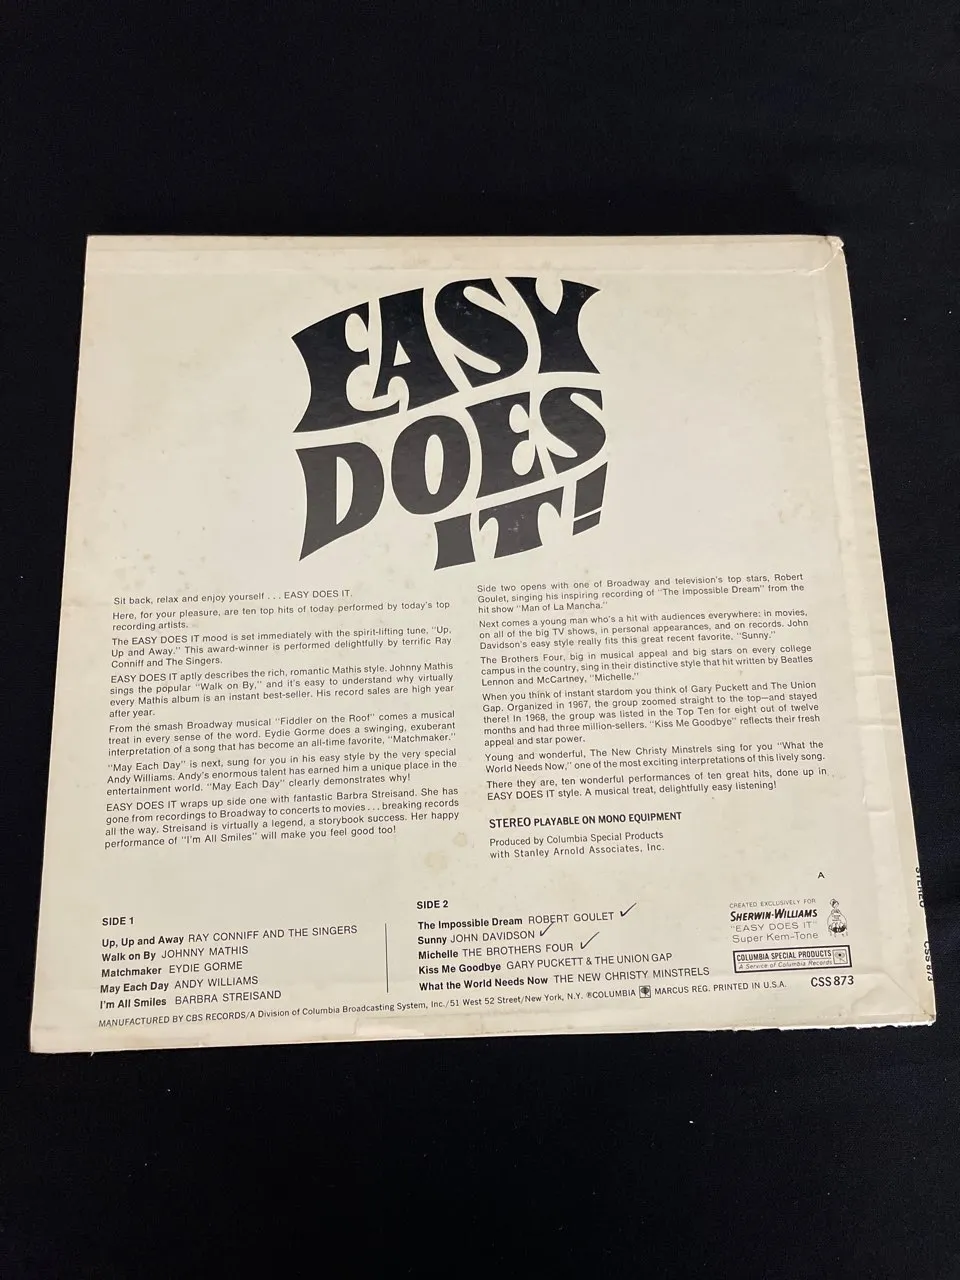 EASY
DOES
IT!
Sit back, relax and enjoy yourself . . . EASY DOES IT.
Here, for your pleasure, are ten top hits of today performed by today's top
recording artists.
The EASY DOES IT mood is set immediately with the spirit-lifting tune, "Up,
Up and Away." This award-winner is performed delightfully by terrific Ray
Conniff and The Singers.
EASY DOES IT aptly describes the rich, romantic Mathis style. Johnny Mathis
sings the popular "Walk on By," and it's easy to understand why virtually
every Mathis album is an instant best-seller. His record sales are high year
after year.
From the smash Broadway musical "Fiddler on the Roof" comes a musical
treat in every sense of the word. Eydie Gorme does a swinging, exuberant
interpretation of a song that has become an all-time favorite, "Matchmaker."
"May Each Day" is next, sung for you in his easy style by the very special
Andy Williams. Andy's enormous talent has earned him a unique place in the
entertainment world. "May Each Day" clearly demonstrates why!
EASY DOES IT wraps up side one with fantastic Barbra Streisand. She has
gone from recordings to Broadway to concerts to movies . . . breaking records
all the way. Streisand is virtually a legend, a storybook success. Her happy
performance of "I'm All Smiles" will make you feel good too!
Side two opens with one of Broadway and television's top stars, Robert
Goulet, singing his inspiring recording of "The Impossible Dream" from the
hit show "Man of La Mancha."
Next comes a young man who's a hit with audiences everywhere: in movies,
on all of the big TV shows, in personal appearances, and on records. John
Davidson's easy style really fits this great recent favorite, "Sunny."
The Brothers Four, big in musical appeal and big stars on every college
campus in the country, sing in their distinctive style that hit written by Beatles
Lennon and McCartney, "Michelle."
When you think of instant stardom you think of Gary Puckett and The Union
Gap. Organized in 1967, the group zoomed straight to the top—and stayed
there! In 1968, the group was listed in the Top Ten for eight out of twelve
months and had three million-sellers. "Kiss Me Goodbye" reflects their fresh
appeal and star power.
Young and wonderful, The New Christy Minstrels sing for you "What the
World Needs Now," one of the most exciting interpretations of this lively song.
There they are, ten wonderful performances of ten great hits, done up in
EASY DOES IT style. A musical treat, delightfully easy listening!
STEREO PLAYABLE ON MONO EQUIPMENT
Produced by Columbia Special Products
with Stanley Arnold Associates, Inc.
A
SIDE 1
Up, Up and Away RAY CONNIFF AND THE SINGERS
Walk on By JOHNNY MATHIS
Matchmaker EYDIE GORME
May Each Day ANDY WILLIAMS
I'm All Smiles BARBRA STREISAND
SIDE 2
The Impossible Dream ROBERT GOULET
Sunny JOHN DAVIDSON
Michelle THE BROTHERS FOUR
Kiss Me Goodbye GARY PUCKETT & THE UNION GAP
What the World Needs Now THE NEW CHRISTY MINSTRELS
CREATED EXCLUSIVELY FOR
SHERWIN-WILLIAMS
"EASY DOES IT"
Super Kem-Tone
COLUMBIA SPECIAL PRODUCTS
A Service of Columbia Records
CSS 873
MANUFACTURED BY CBS RECORDS/A Division of Columbia Broadcasting System, Inc./51 West 52 Street/New York, N.Y. ®COLUMBIA MARCUS REG. PRINTED IN U.S.A.
STEREO
CSS 873